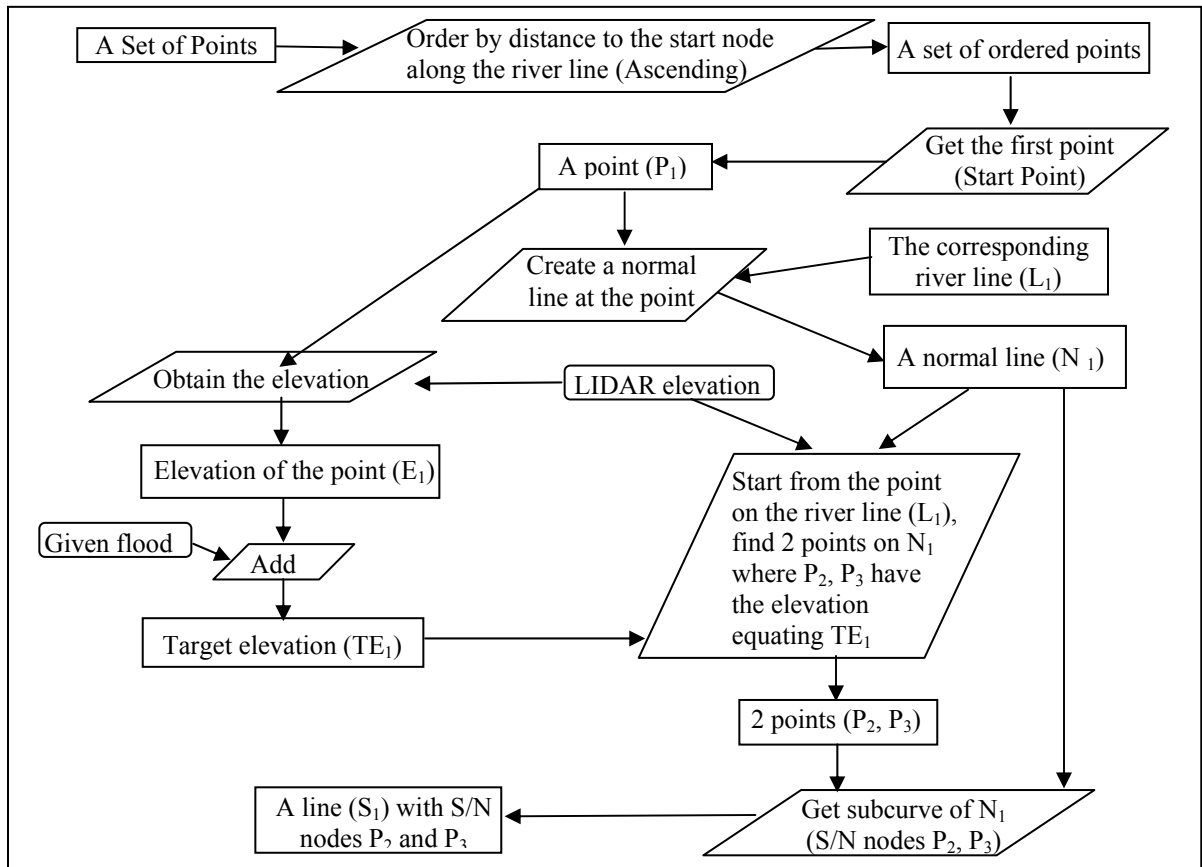 A Set of Points
Order by distance to the start node
along the river line (Ascending)
A set of ordered points
Get the first point
(Start Point)
A point (P₁)
The corresponding
river line (L₁)
Create a normal
line at the point
A normal line (N ₁)
Obtain the elevation
LIDAR elevation
Elevation of the point (E₁)
Start from the point
on the river line (L₁),
find 2 points on N₁
where P₂, P₃ have
the elevation
equating TE₁
Given flood
Add
Target elevation (TE₁)
2 points (P₂, P₃)
A line (S₁) with S/N
nodes P₂ and P₃
Get subcurve of N₁
(S/N nodes P₂, P₃)